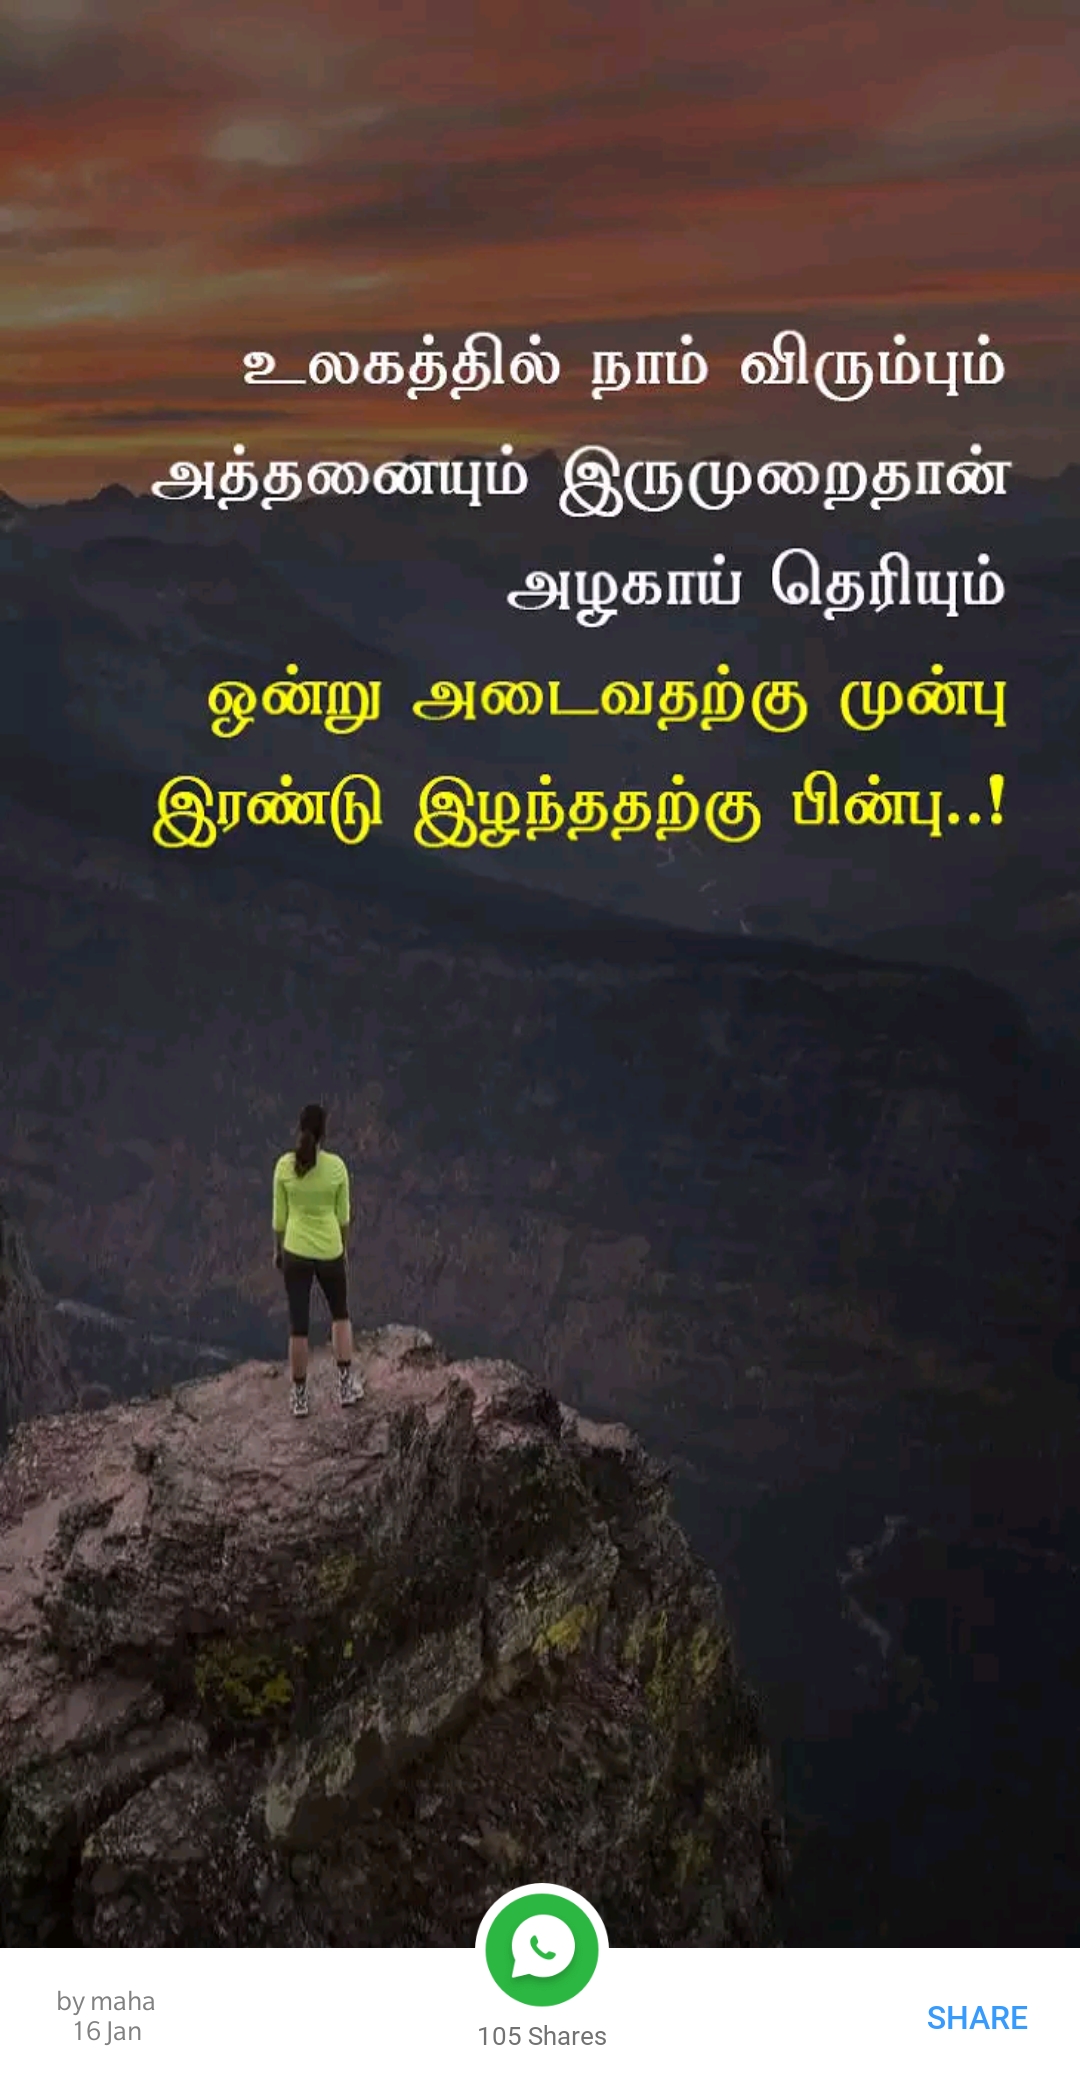 உலகத்தில் நாம் விரும்பும்
அத்தனையும் இருமுறைதான்
அழகாய் தெரியும்
ஒன்று அடைவதற்கு முன்பு
இரண்டு இழந்ததற்கு பின்பு..!
by maha
16 Jan
105 Shares
SHARE